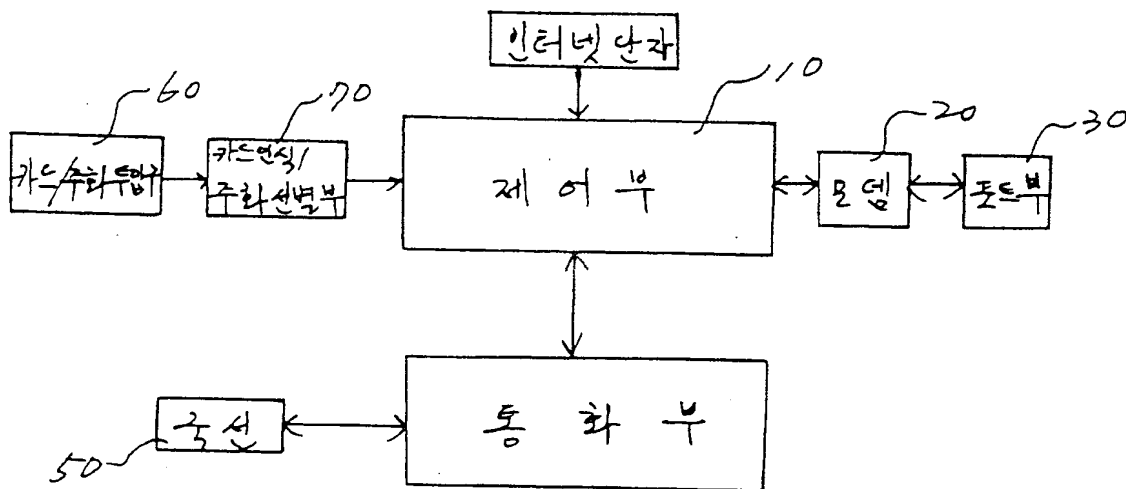 인터넷단자
10
60
70
20
30
카드/주화투입구
카드인식/
주화선별부
제어부
모뎀
포트부
50
국선
통화부